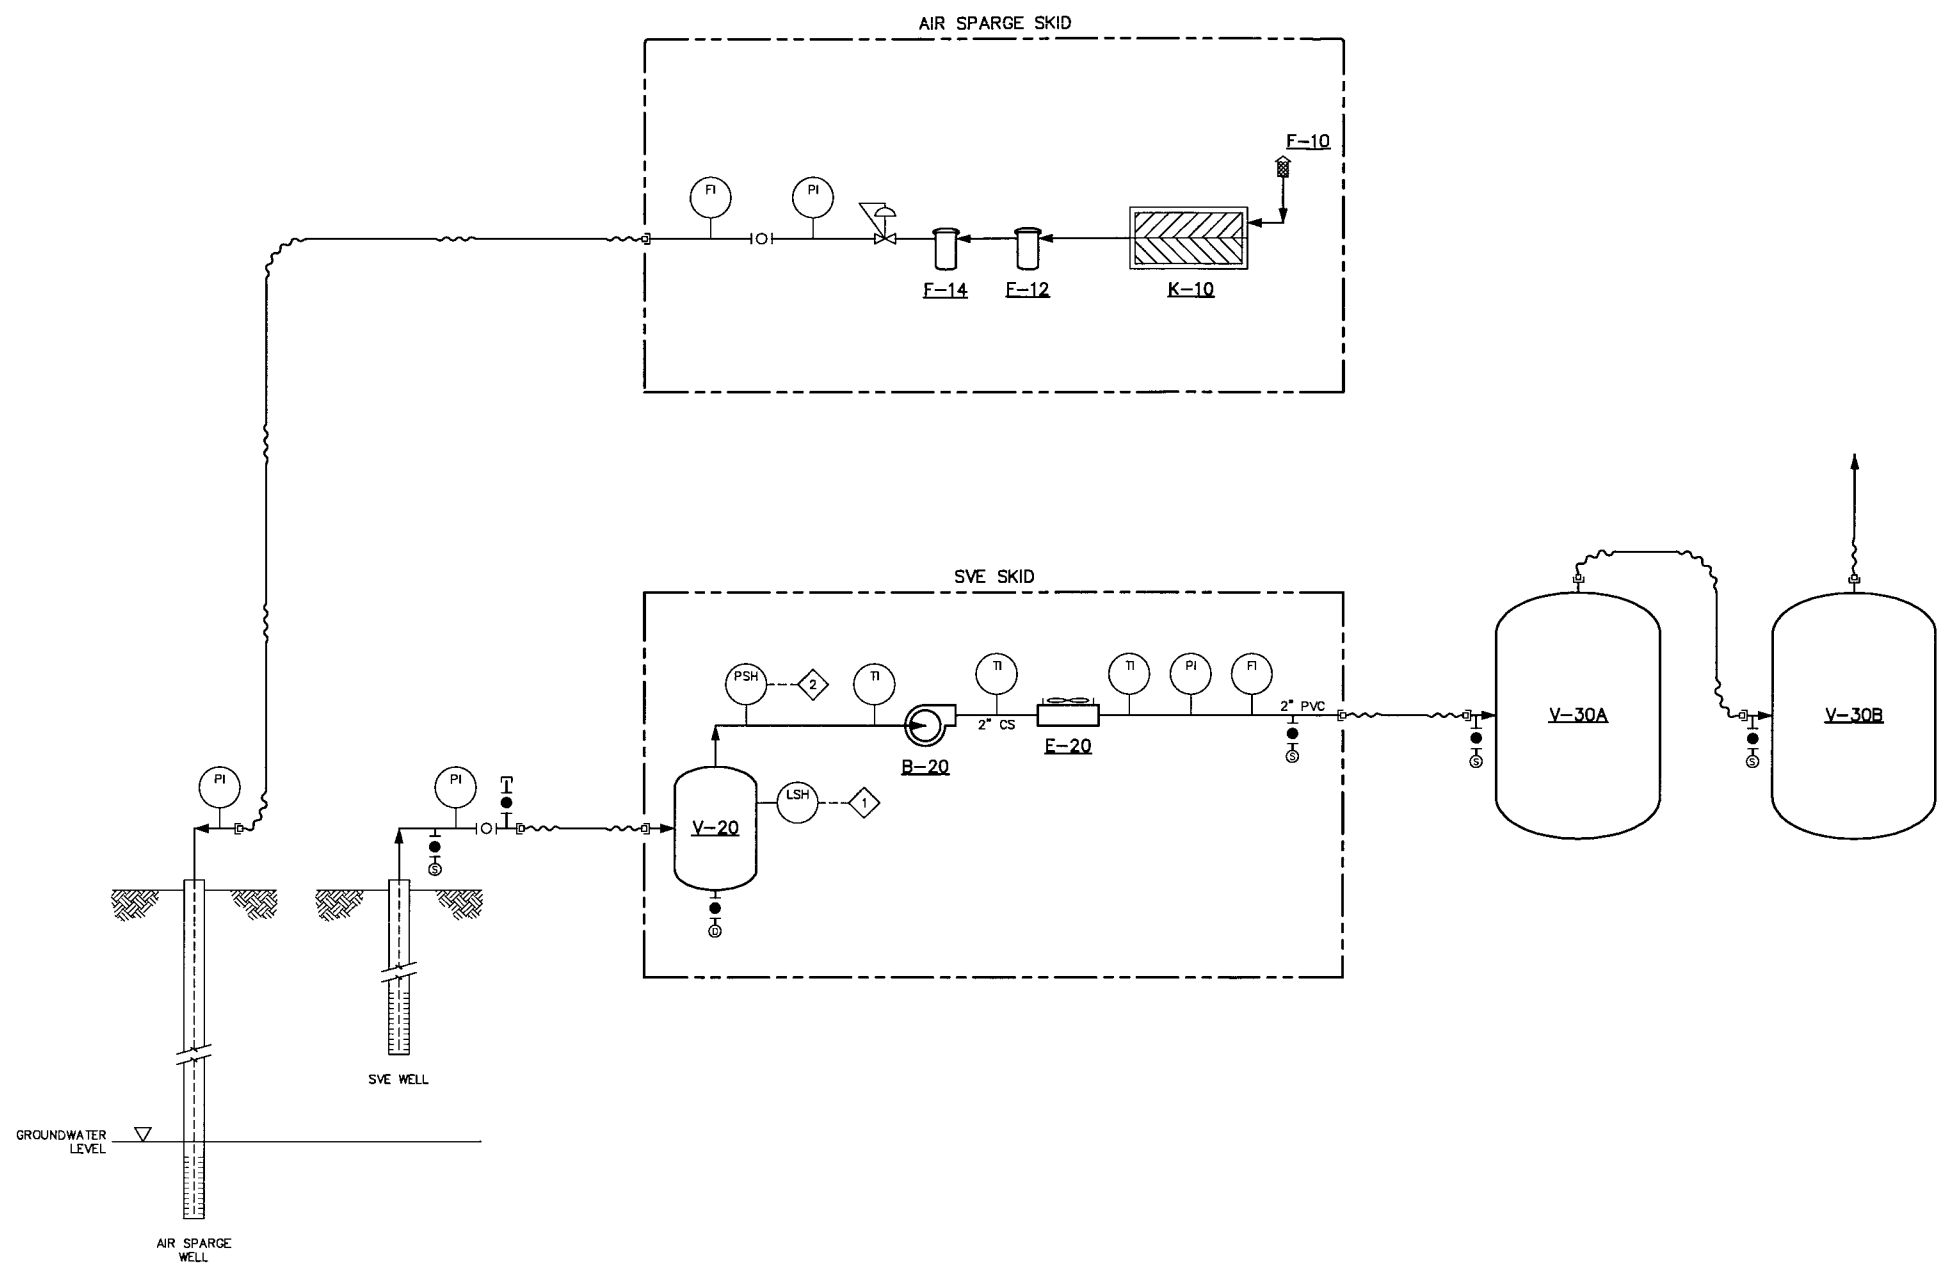 AIR SPARGE SKID
F-10
FI
PI
F-14
F-12
K-10
SVE SKID
PSH
2
TI
TI
TI
PI
FI
2" CS
2" PVC
E-20
B-20
V-30A
V-30B
S
S
S
PI
PI
LSH
1
V-20
S
D
SVE WELL
GROUNDWATER
LEVEL
AIR SPARGE
WELL